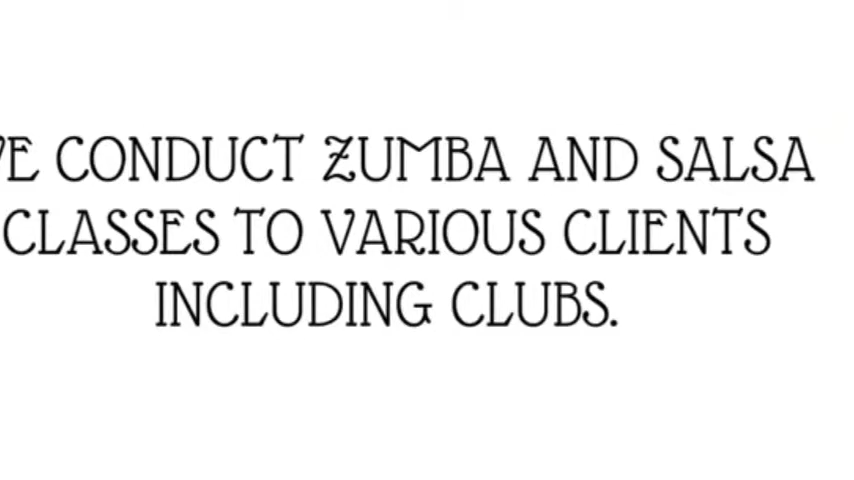 CONDUCT ZUMBA AND SALSA
CLASSES TO VARIOUS CLIENTS
INCLUDING CLUBS.